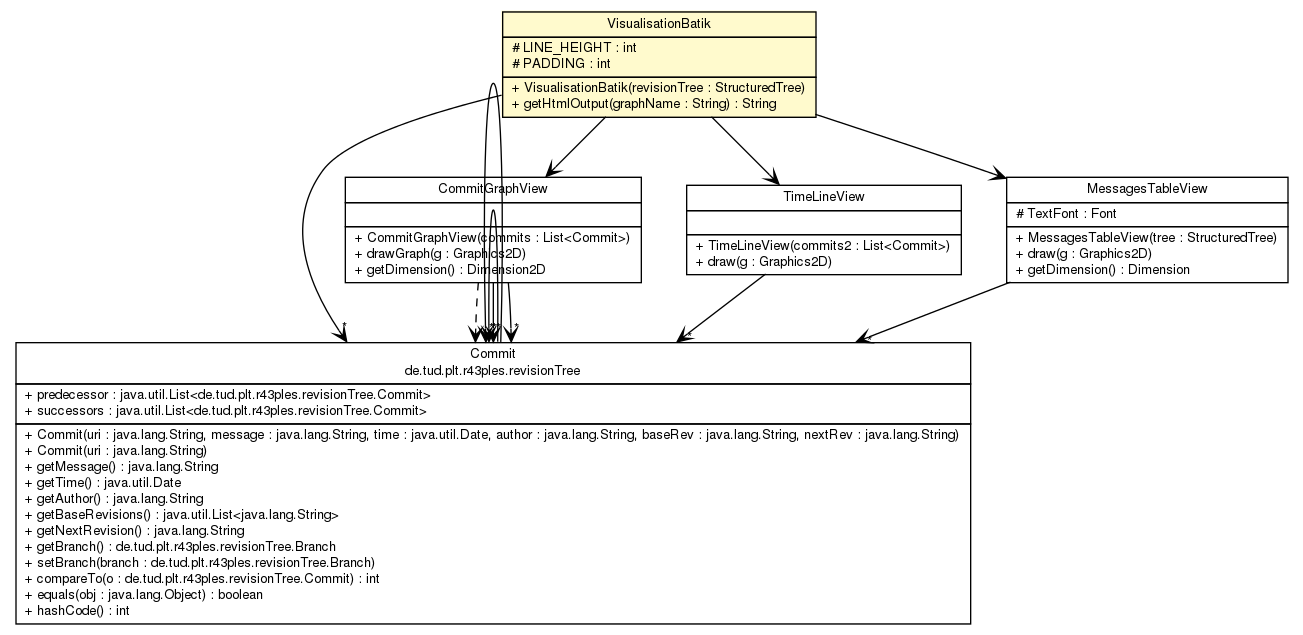 VisualisationBatik
# LINE_HEIGHT : int
# PADDING : int
+ VisualisationBatik(revisionTree : StructuredTree)
+ getHtmlOutput(graphName : String) : String
CommitGraphView
+ CommitGraphView(commits : List<Commit>)
+ drawGraph(g : Graphics2D)
+ getDimension() : Dimension2D
TimeLineView
+ TimeLineView(commits2 : List<Commit>)
+ draw(g : Graphics2D)
MessagesTableView
# TextFont : Font
+ MessagesTableView(tree : StructuredTree)
+ draw(g : Graphics2D)
+ getDimension() : Dimension
*
*
*
*
Commit
de.tud.plt.r43ples.revisionTree
+ predecessor : java.util.List<de.tud.plt.r43ples.revisionTree.Commit>
+ successors : java.util.List<de.tud.plt.r43ples.revisionTree.Commit>
+ Commit(uri : java.lang.String, message : java.lang.String, time : java.util.Date, author : java.lang.String, baseRev : java.lang.String, nextRev : java.lang.String)
+ Commit(uri : java.lang.String)
+ getMessage() : java.lang.String
+ getTime() : java.util.Date
+ getAuthor() : java.lang.String
+ getBaseRevisions() : java.util.List<java.lang.String>
+ getNextRevision() : java.lang.String
+ getBranch() : de.tud.plt.r43ples.revisionTree.Branch
+ setBranch(branch : de.tud.plt.r43ples.revisionTree.Branch)
+ compareTo(o : de.tud.plt.r43ples.revisionTree.Commit) : int
+ equals(obj : java.lang.Object) : boolean
+ hashCode() : int